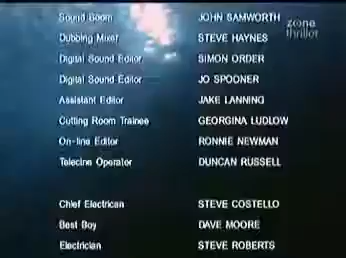 Sound Boom JOHN SAMWORTH
zone thriller
Dubbing Mixer STEVE HAYNES
Digital Sound Editor SIMON ORDER
Digital Sound Editor JO SPOONER
Assistant Editor JAKE LANNING
Cutting Room Trainee GEORGINA LUDLOW
On-line Editor RONNIE NEWMAN
Telecine Operator DUNCAN RUSSELL
Chief Electrican STEVE COSTELLO
Best Boy DAVE MOORE
Electrician STEVE ROBERTS